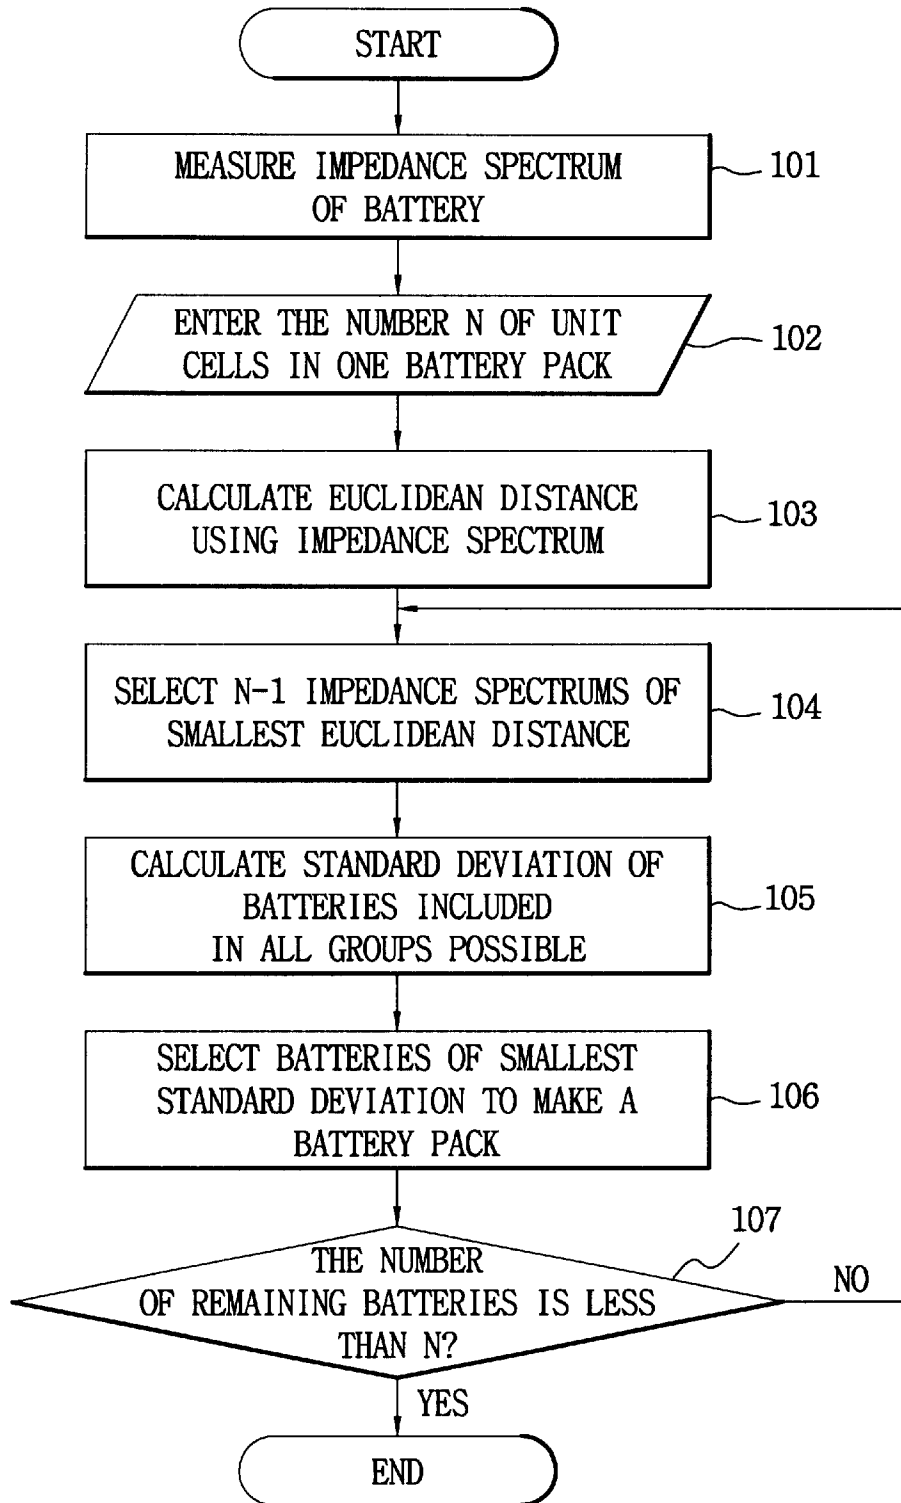 START
MEASURE IMPEDANCE SPECTRUM
OF BATTERY
101
ENTER THE NUMBER N OF UNIT
CELLS IN ONE BATTERY PACK
102
CALCULATE EUCLIDEAN DISTANCE
USING IMPEDANCE SPECTRUM
103
SELECT N-1 IMPEDANCE SPECTRUMS OF
SMALLEST EUCLIDEAN DISTANCE
104
CALCULATE STANDARD DEVIATION OF
BATTERIES INCLUDED
IN ALL GROUPS POSSIBLE
105
SELECT BATTERIES OF SMALLEST
STANDARD DEVIATION TO MAKE A
BATTERY PACK
106
107
THE NUMBER
OF REMAINING BATTERIES IS LESS
THAN N?
NO
YES
END